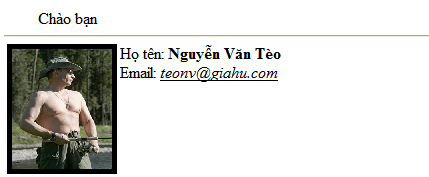 Chào bạn
Họ tên: Nguyễn Văn Tèo
Email: teonv@giahu.com